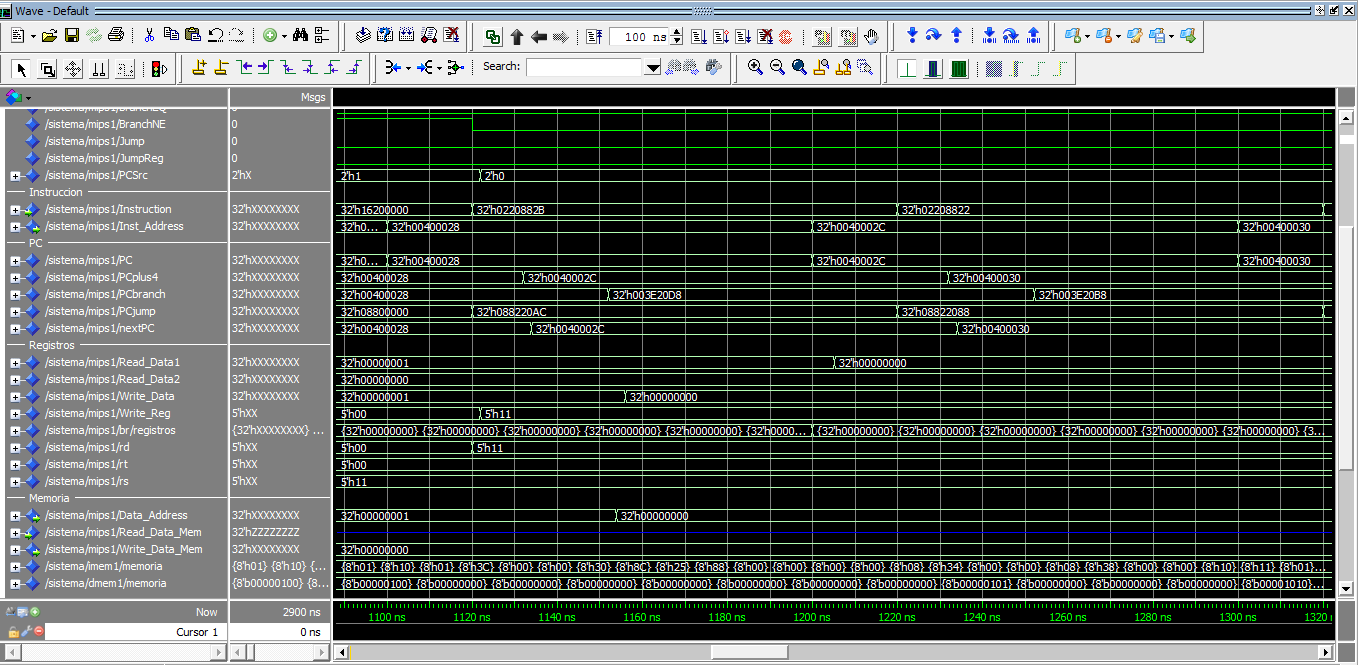 Wave - Default
100 ns
Search:
Msgs
/sistema/mips1/BranchEQ 0
/sistema/mips1/BranchNE 0
/sistema/mips1/Jump 0
/sistema/mips1/JumpReg 0
/sistema/mips1/PCSrc 2'hX 2'h1 2'h0
Instruccion
/sistema/mips1/Instruction 32'hXXXXXXXX 32'h16200000 32'h0220882B 32'h02208822
/sistema/mips1/Inst_Address 32'hXXXXXXXX 32'h0... 32'h00400028 32'h0040002C 32'h00400030
PC
/sistema/mips1/PC 32'hXXXXXXXX 32'h0... 32'h00400028 32'h0040002C 32'h00400030
/sistema/mips1/PCplus4 32'hXXXXXXXX 32'h00400028 32'h0040002C 32'h00400030
/sistema/mips1/PCbranch 32'hXXXXXXXX 32'h00400028 32'h003E20D8 32'h003E20B8
/sistema/mips1/PCjump 32'hXXXXXXXX 32'h08800000 32'h088220AC 32'h08822088
/sistema/mips1/nextPC 32'hXXXXXXXX 32'h00400028 32'h0040002C 32'h00400030
Registros
/sistema/mips1/Read_Data1 32'hXXXXXXXX 32'h00000001 32'h00000000
/sistema/mips1/Read_Data2 32'hXXXXXXXX 32'h00000000
/sistema/mips1/Write_Data 32'hXXXXXXXX 32'h00000001 32'h00000000
/sistema/mips1/Write_Reg 5'hXX 5'h00 5'h11
/sistema/mips1/br/registros {32'hXXXXXXXX} ... {32'h00000000} {32'h00000000} {32'h00000000} {32'h00000000} {32'h00000000} {32'h0000... {32'h00000000} {32'h00000000} {32'h00000000} {32'h00000000} {32'h00000000} {32'h00000000} {3...
/sistema/mips1/rd 5'hXX 5'h00 5'h11
/sistema/mips1/rt 5'hXX 5'h00
/sistema/mips1/rs 5'hXX 5'h11
Memoria
/sistema/mips1/Data_Address 32'hXXXXXXXX 32'h00000001 32'h00000000
/sistema/mips1/Read_Data_Mem 32'hZZZZZZZZ
/sistema/mips1/Write_Data_Mem 32'hXXXXXXXX 32'h00000000
/sistema/imem1/memoria {8'h01} {8'h10} {... {8'h01} {8'h10} {8'h01} {8'h3C} {8'h00} {8'h00} {8'h30} {8'h8C} {8'h25} {8'h88} {8'h00} {8'h00} {8'h00} {8'h08} {8'h34} {8'h00} {8'h00} {8'h08} {8'h38} {8'h00} {8'h00} {8'h10} {8'h11} {8'h01}...
/sistema/dmem1/memoria {8'b00000100} {8... {8'b00000100} {8'b00000000} {8'b00000000} {8'b00000000} {8'b00000000} {8'b00000000} {8'b00000000} {8'b00000000} {8'b00000101} {8'b00000000} {8'b00000000} {8'b00000000} {8'b00001010}...
Now 2900 ns 1100 ns 1120 ns 1140 ns 1160 ns 1180 ns 1200 ns 1220 ns 1240 ns 1260 ns 1280 ns 1300 ns 1320
Cursor 1 0 ns